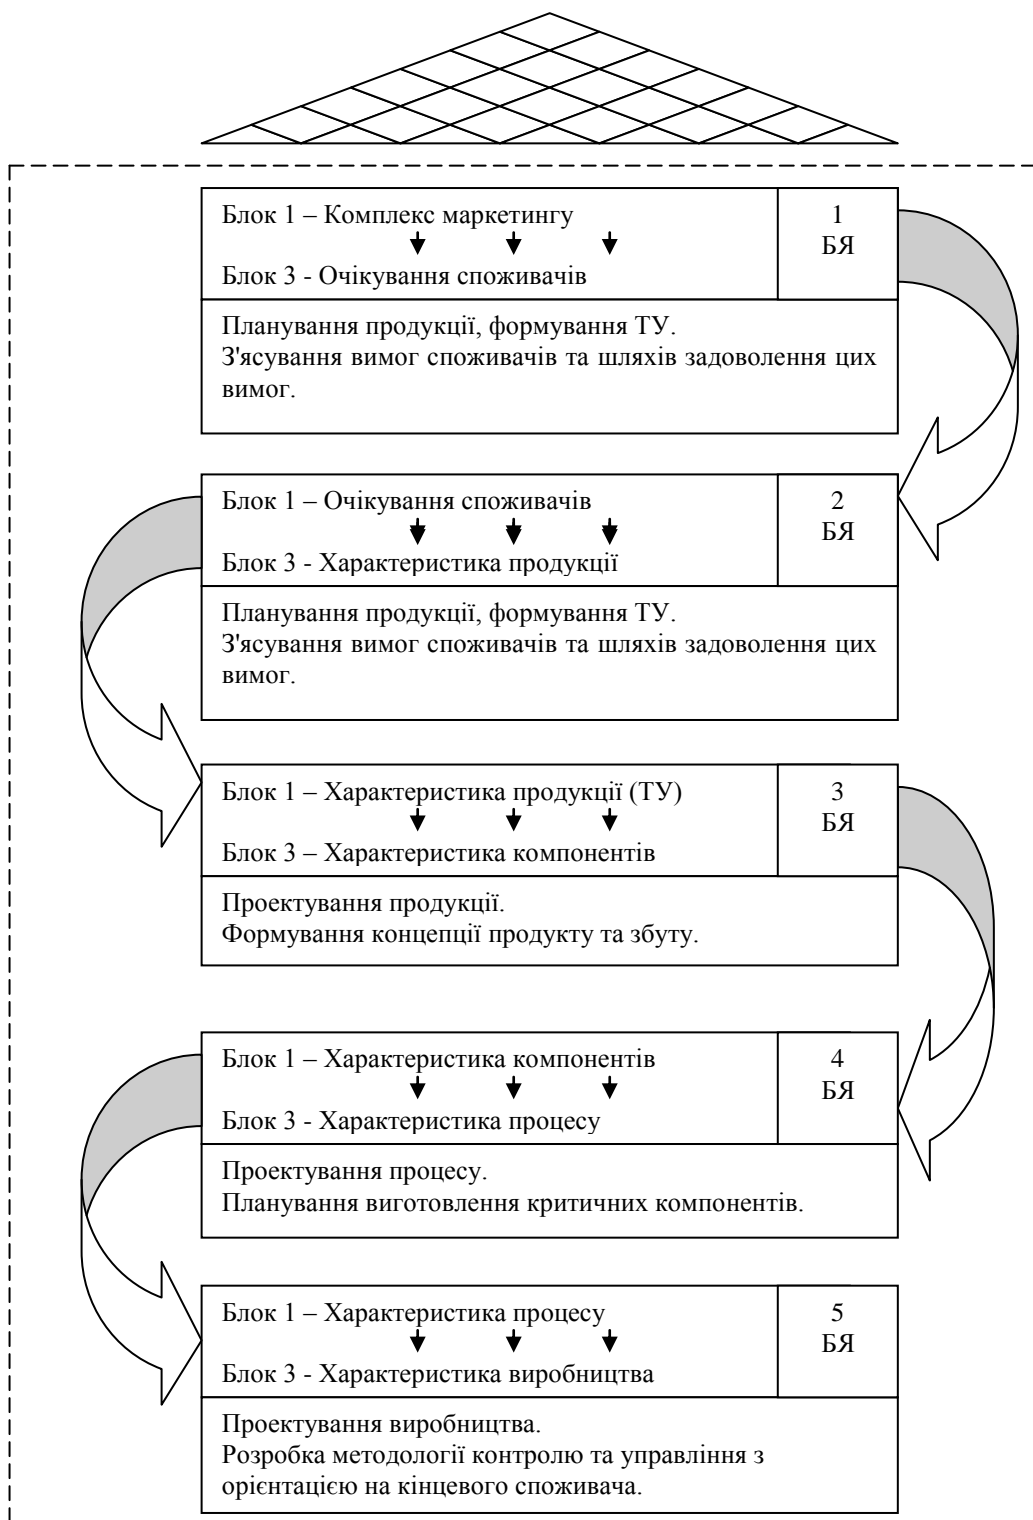 Блок 1 – Комплекс маркетингу
Блок 3 - Очікування споживачів
1
БЯ
Планування продукції, формування ТУ.
З'ясування вимог споживачів та шляхів задоволення цих
вимог.
Блок 1 – Очікування споживачів
Блок 3 - Характеристика продукції
2
БЯ
Планування продукції, формування ТУ.
З'ясування вимог споживачів та шляхів задоволення цих
вимог.
Блок 1 – Характеристика продукції (ТУ)
Блок 3 – Характеристика компонентів
3
БЯ
Проектування продукції.
Формування концепції продукту та збуту.
Блок 1 – Характеристика компонентів
Блок 3 - Характеристика процесу
4
БЯ
Проектування процесу.
Планування виготовлення критичних компонентів.
Блок 1 – Характеристика процесу
Блок 3 - Характеристика виробництва
5
БЯ
Проектування виробництва.
Розробка методології контролю та управління з
орієнтацією на кінцевого споживача.